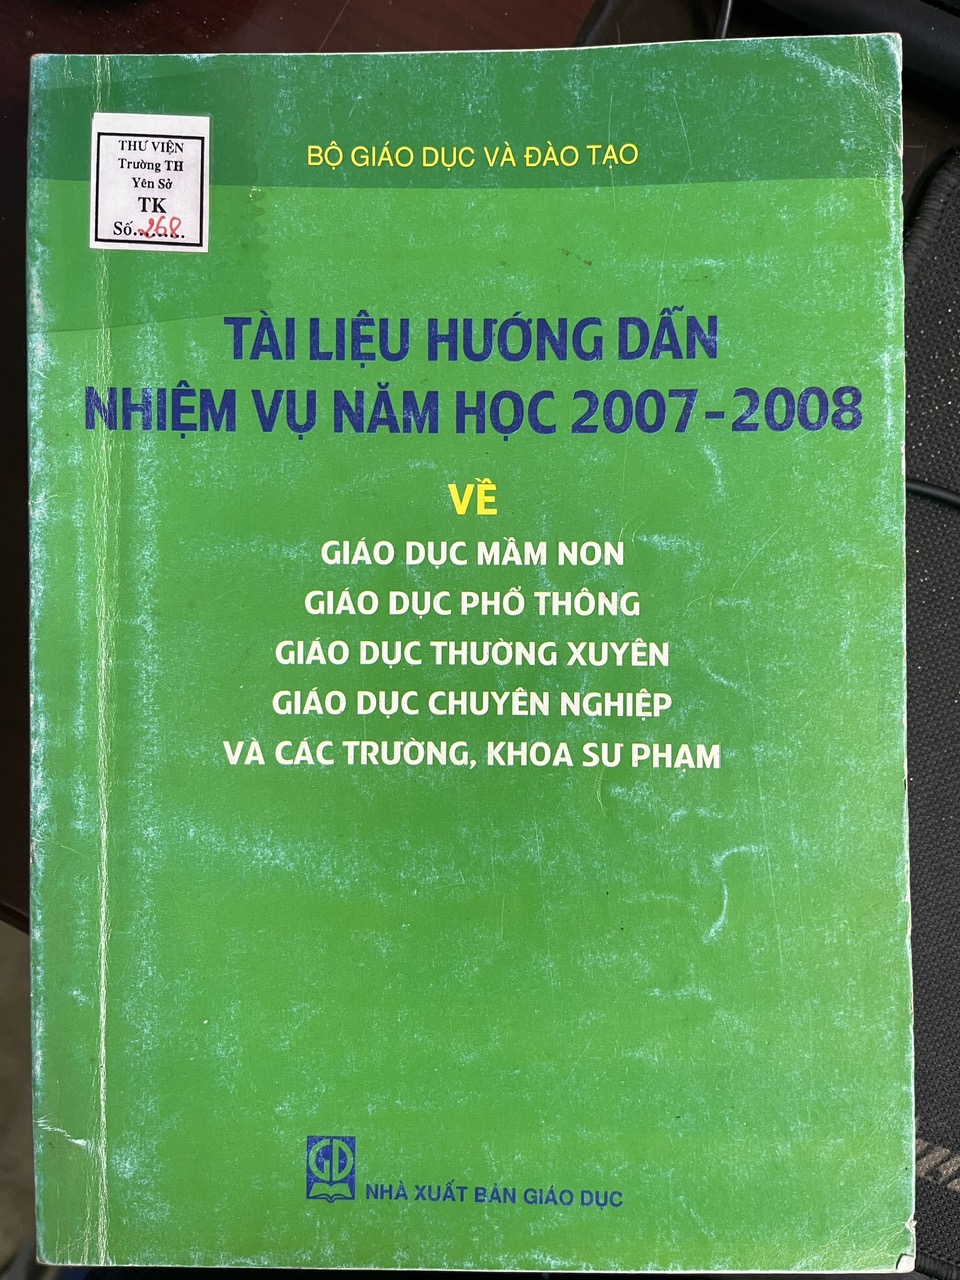 THƯ VIỆN
Trường TH
Yên Sở
TK
Số..268..
BỘ GIÁO DỤC VÀ ĐÀO TẠO
TÀI LIỆU HƯỚNG DẪN
NHIỆM VỤ NĂM HỌC 2007-2008
VỀ
GIÁO DỤC MẦM NON
GIÁO DỤC PHỔ THÔNG
GIÁO DỤC THƯỜNG XUYÊN
GIÁO DỤC CHUYÊN NGHIỆP
VÀ CÁC TRƯỜNG, KHOA SƯ PHẠM
GD
NHÀ XUẤT BẢN GIÁO DỤC